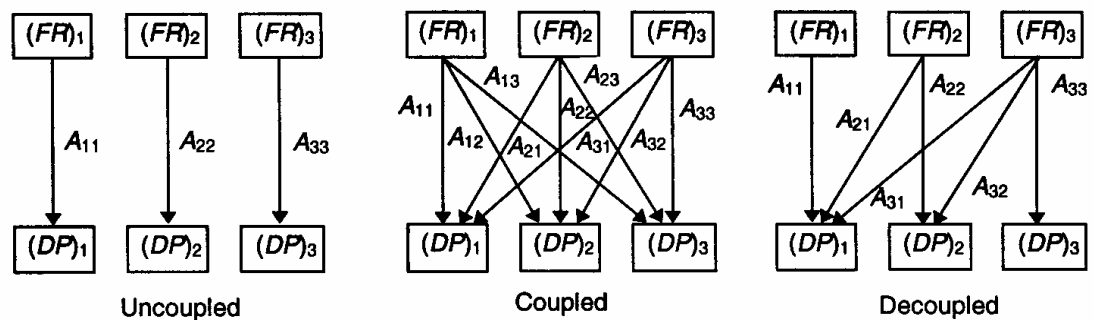 (FR)₁ (FR)₂ (FR)₃ (FR)₁ (FR)₂ (FR)₃ (FR)₁ (FR)₂ (FR)₃
A₁₃ A₂₃
A₁₁ A₂₂ A₃₃ A₁₁ A₂₂ A₃₃
A₂₁
A₁₁ A₂₂ A₃₃ A₁₂ A₂₁ A₃₁ A₃₂
A₃₁ A₃₂
(DP)₁ (DP)₂ (DP)₃ (DP)₁ (DP)₂ (DP)₃ (DP)₁ (DP)₂ (DP)₃
Uncoupled Coupled Decoupled